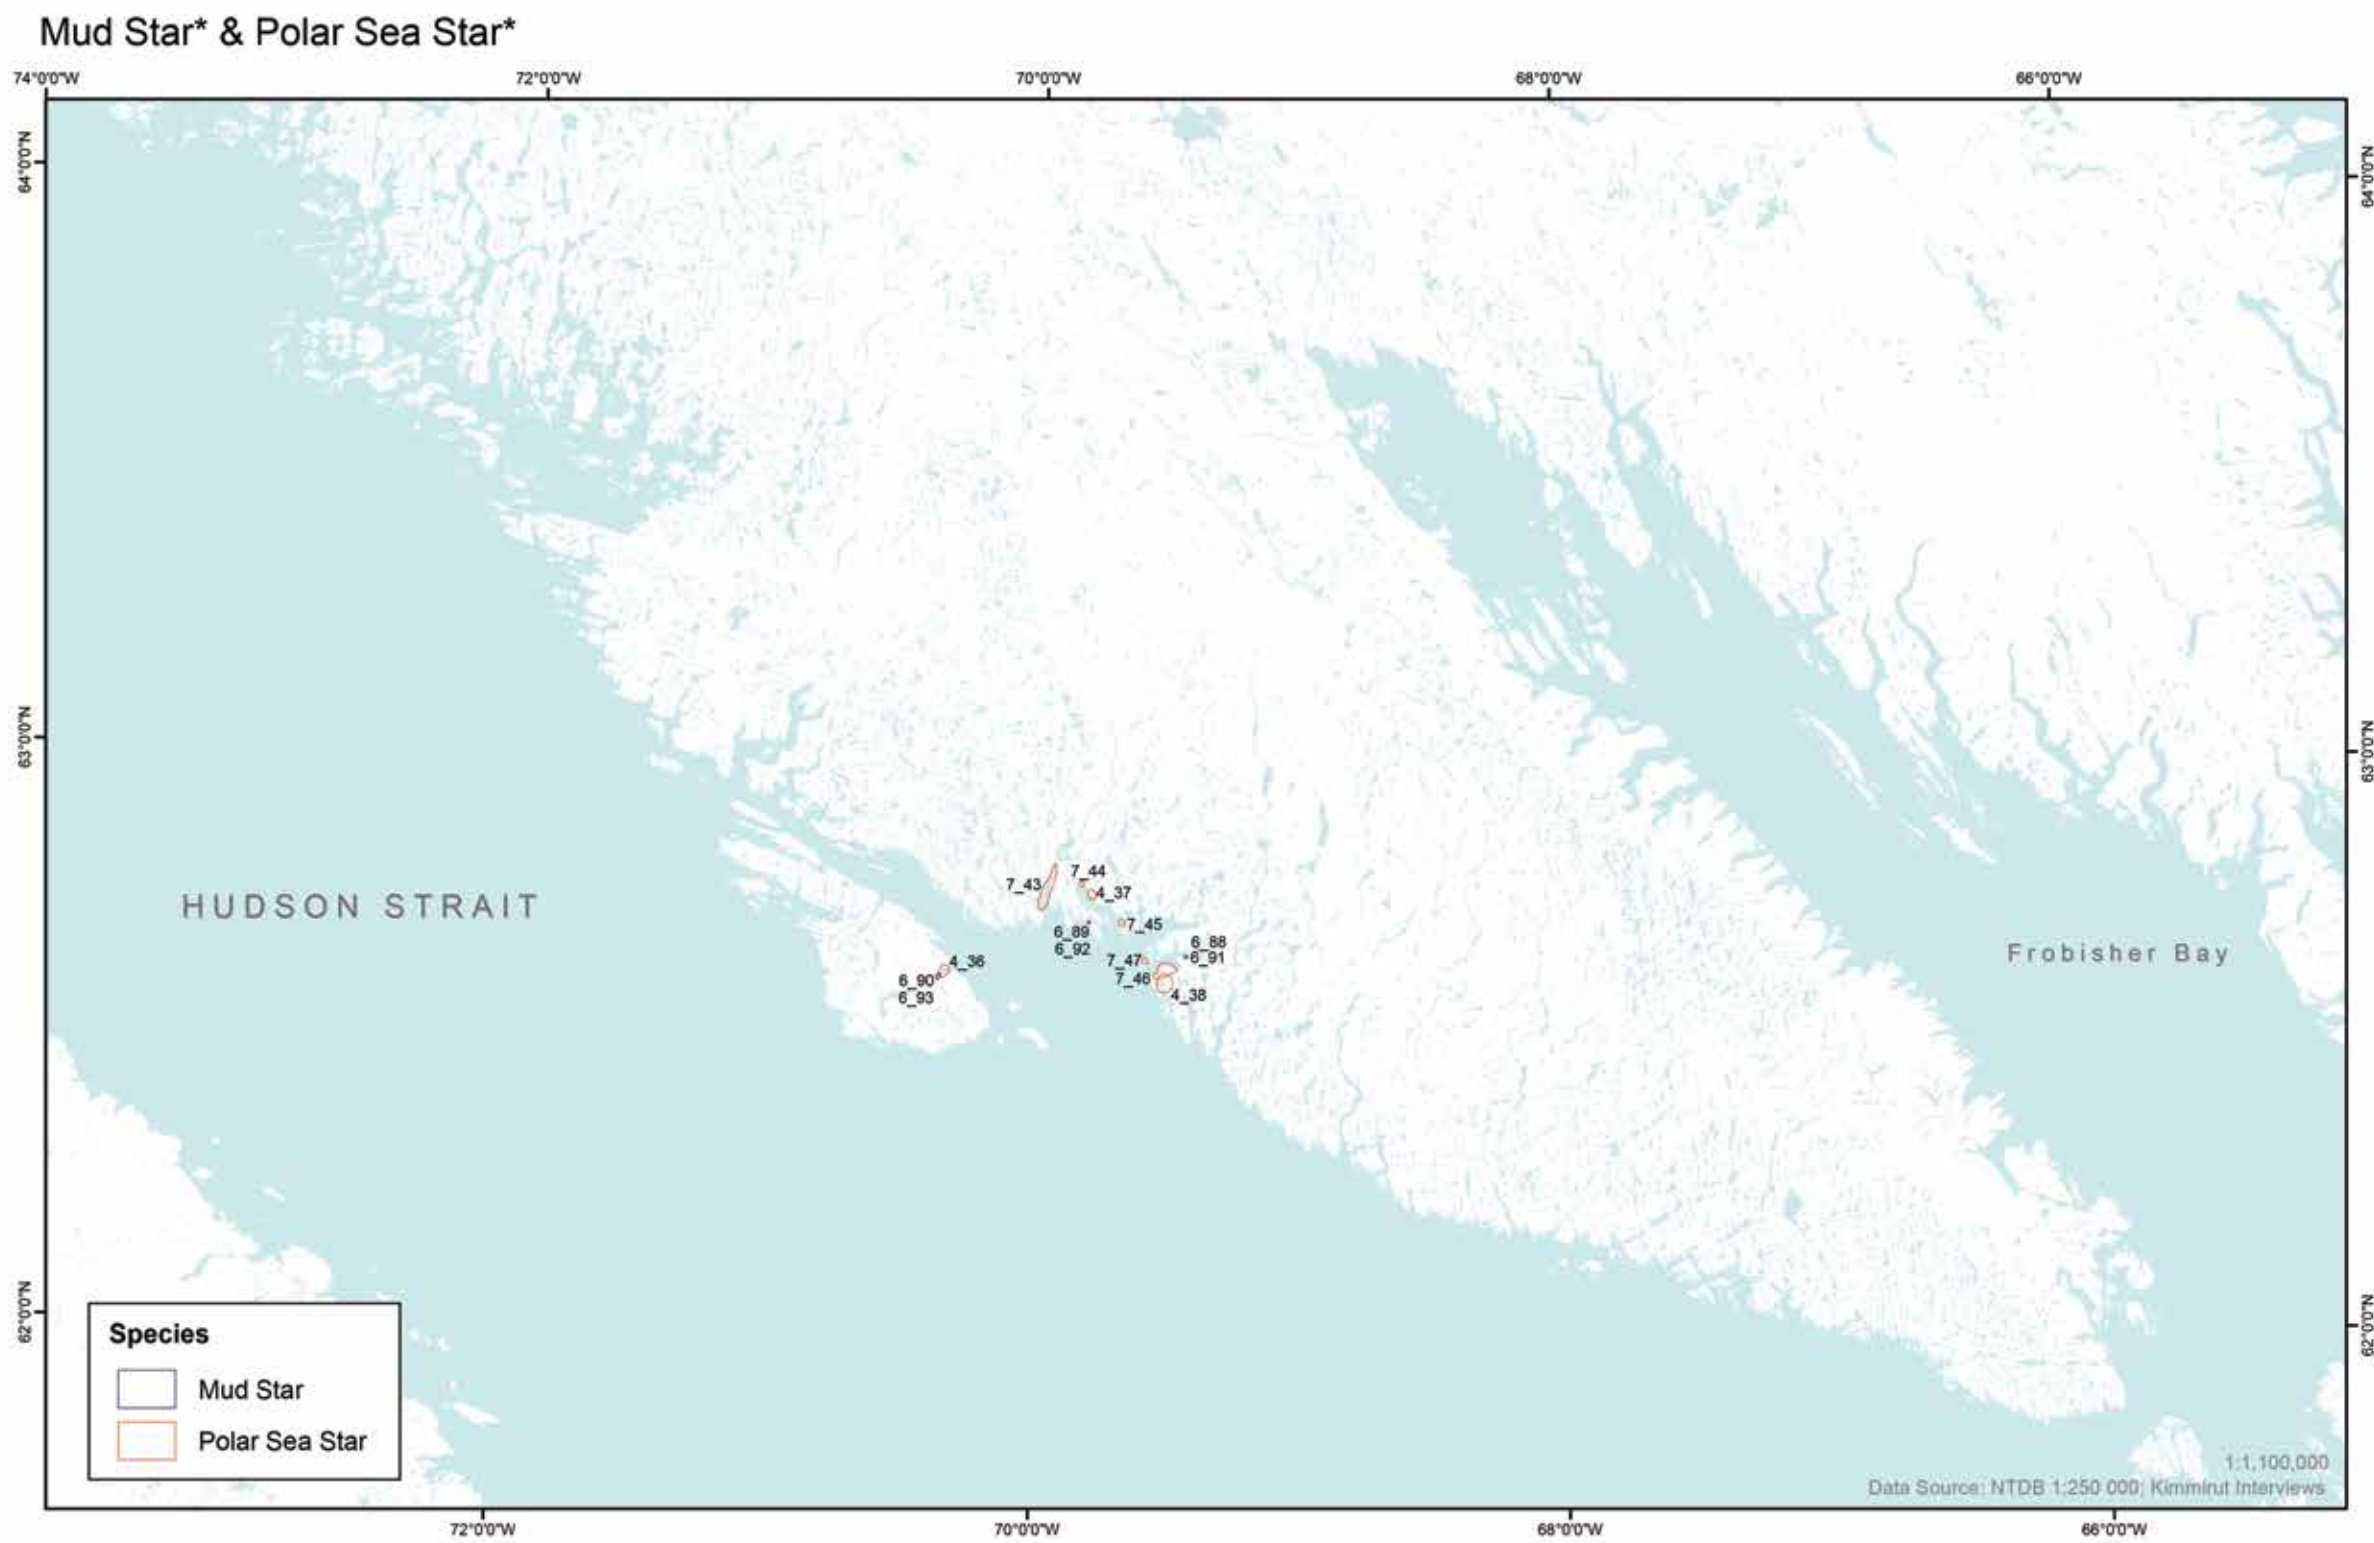 Mud Star* & Polar Sea Star*
74°0'0"W
72°0'0"W
70°0'0"W
68°0'0"W
66°0'0"W
64°0'0"N
64°0'0"N
63°0'0"N
63°0'0"N
7_44
7_43
4_37
HUDSON STRAIT
7_45
6_89
6_88
6_92
Frobisher Bay
6_91
4_36
7_47
7_46
6_90
4_38
6_93
62°0'0"N
62°0'0"N
Species
Mud Star
Polar Sea Star
1:1,100,000
Data Source: NTDB 1:250 000; Kimmirut Interviews
72°0'0"W
70°0'0"W
68°0'0"W
66°0'0"W